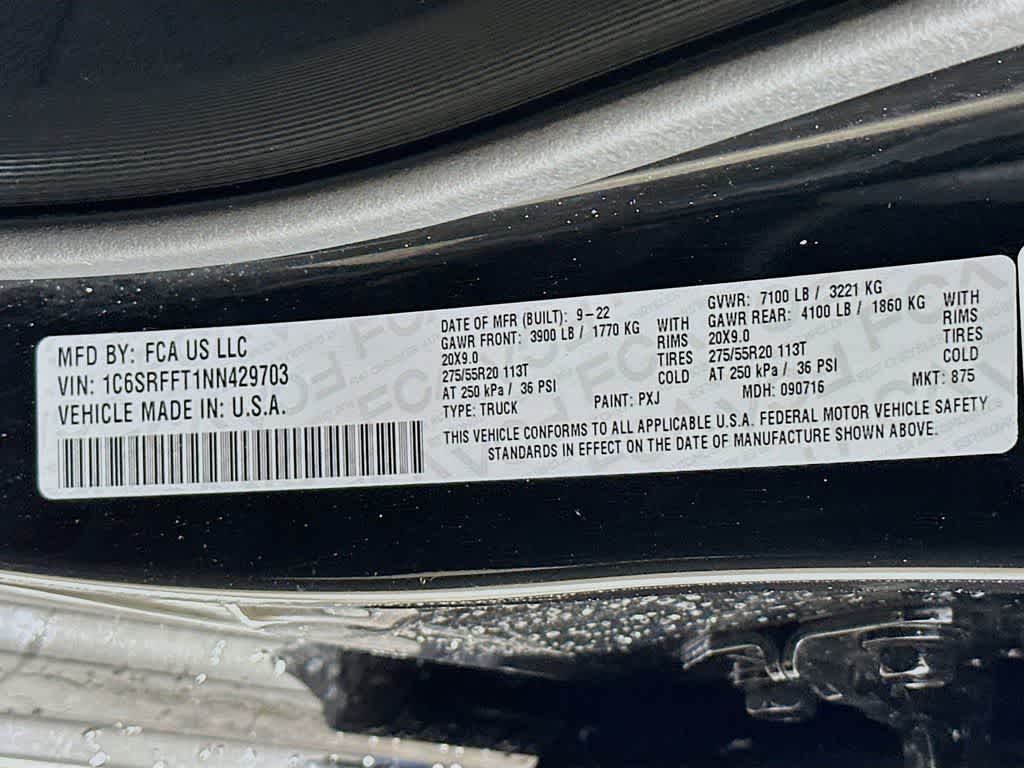 MFD BY: FCA US LLC
VIN: 1C6SRFFT1NN429703
VEHICLE MADE IN: U.S.A.
DATE OF MFR (BUILT): 9-22
GAWR FRONT: 3900 LB / 1770 KG
20X9.0
275/55R20 113T
AT 250 kPa / 36 PSI
WITH
RIMS
TIRES
COLD
TYPE: TRUCK
PAINT: PXJ
GVWR: 7100 LB / 3221 KG
GAWR REAR: 4100 LB / 1860 KG
20X9.0
275/55R20 113T
AT 250 kPa / 36 PSI
WITH
RIMS
TIRES
COLD
MDH: 090716
MKT: 875
THIS VEHICLE CONFORMS TO ALL APPLICABLE U.S.A. FEDERAL MOTOR VEHICLE SAFETY
STANDARDS IN EFFECT ON THE DATE OF MANUFACTURE SHOWN ABOVE.